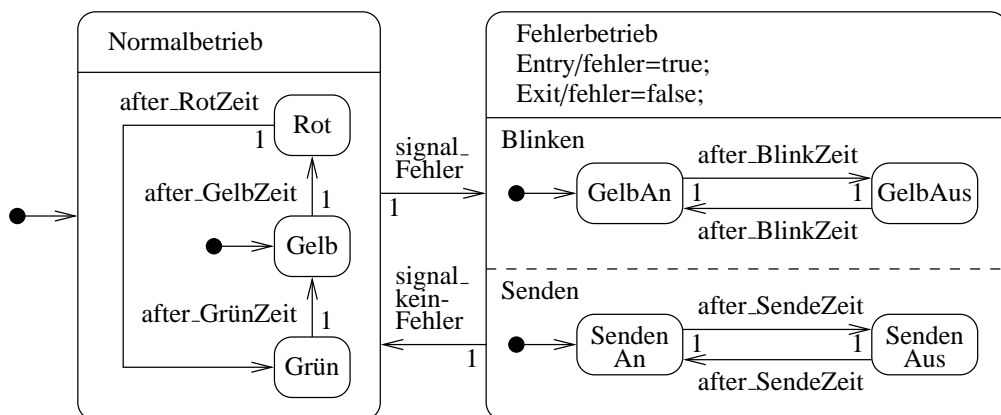 Normalbetrieb
after_RotZeit
1
Rot
after_GelbZeit
1
Gelb
after_GrünZeit
1
Grün
signal_
Fehler
1
signal_
kein-
Fehler
1
Fehlerbetrieb
Entry/fehler=true;
Exit/fehler=false;
Blinken
GelbAn
after_BlinkZeit
1
1
after_BlinkZeit
GelbAus
Senden
Senden
An
after_SendeZeit
1
1
after_SendeZeit
Senden
Aus